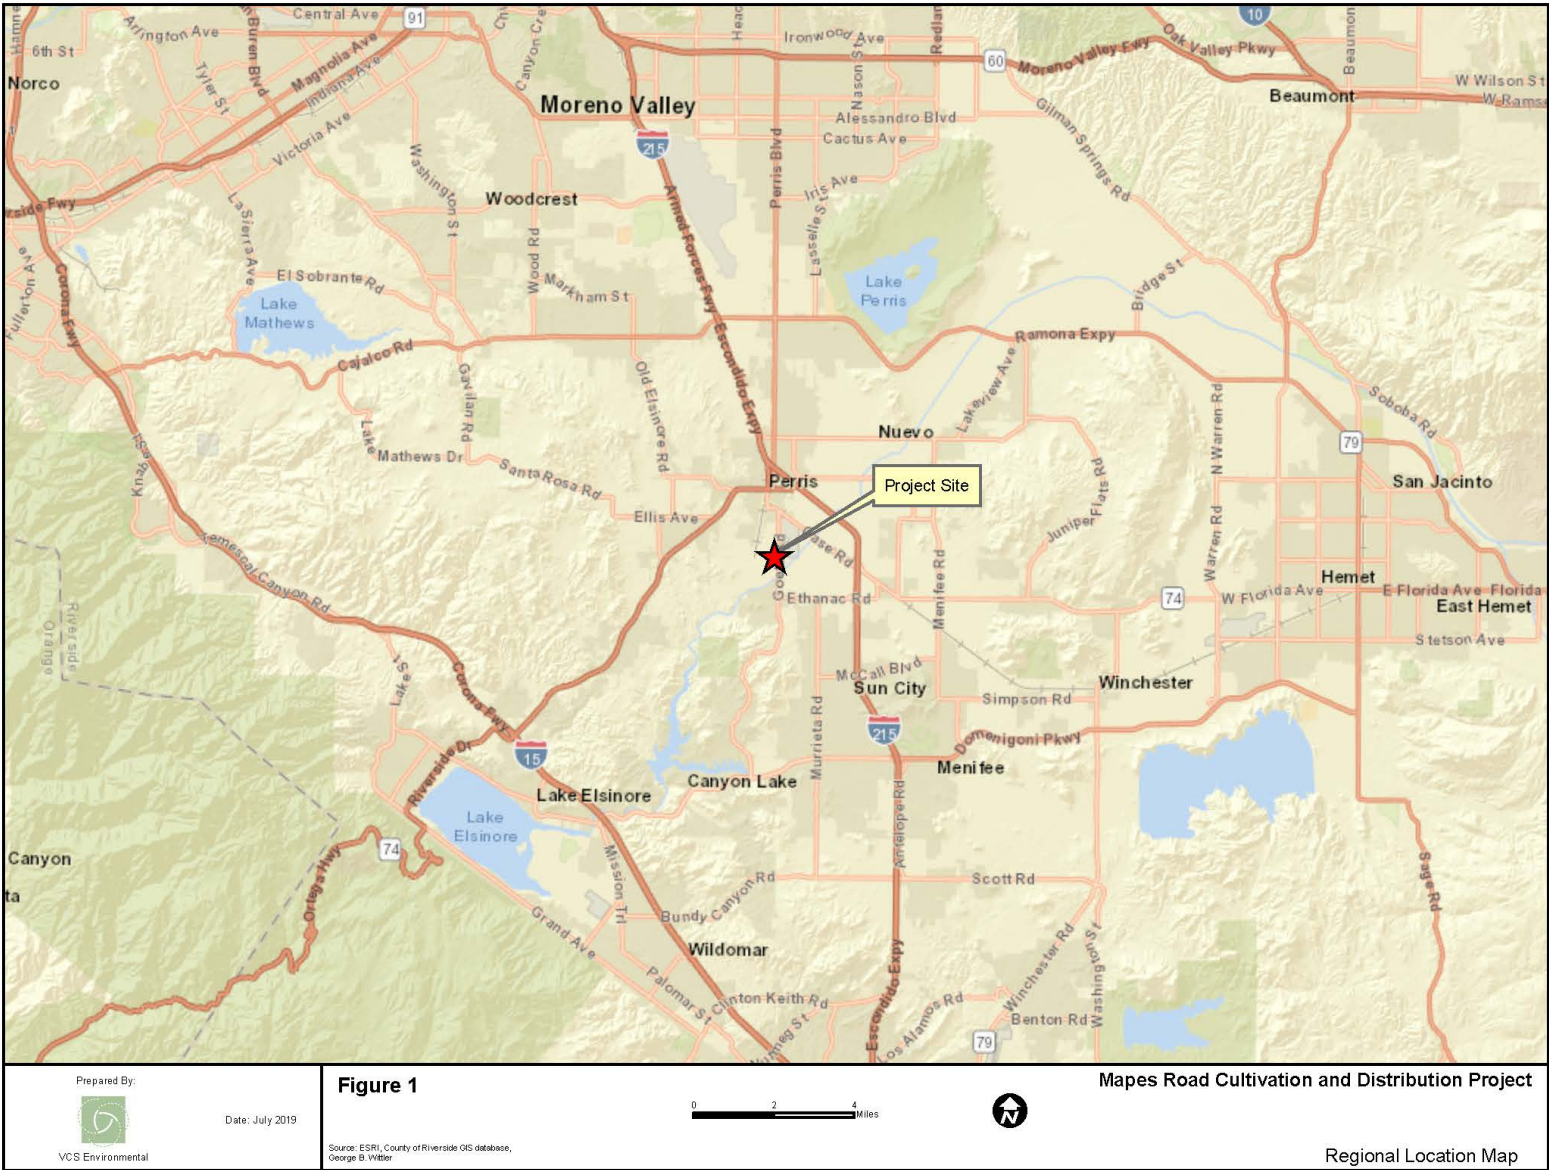 Central Ave
91
10
Arlington Ave
Van Buren Blvd
Ironwood Ave
Nason St
Oak Valley Pkwy
Beaumont
6th St
Magnolia Ave
Indiana Ave
Tyler St
60
Moreno Valley Fwy
W Wilson St
Norco
Moreno Valley
Beaumont
Victoria Ave
Alessandro Blvd
Cactus Ave
Gilman Springs Rd
215
Perris Blvd
Washington St
Woodcrest
Iris Ave
Lasselle St
La Sierra Ave
Armed Forces Fwy
Corona Fwy
Fullerton Ave
El Sobrante Rd
Wood Rd
Markham St
Lake
Perris
Bridge St
Lake
Mathews
Ramona Expy
Cajalco Rd
Escondido Expy
Old Elsinore Rd
Gavilan Rd
Lakeview Ave
N Warren Rd
Soboba Rd
Lake Mathews Dr
Nuevo
79
Knabe St
Santa Rosa Rd
Perris
Project Site
San Jacinto
Ellis Ave
Juniper Flats Rd
Warren Rd
Case Rd
Temescal Canyon Rd
Menifee Rd
Hemet
Ethanac Rd
74
W Florida Ave
E Florida Ave
Florida
East Hemet
Riverside
Orange
Stetson Ave
Lake St
McCall Blvd
Sun City
Winchester
Corona Fwy
Simpson Rd
Murrieta Rd
215
Domenigoni Pkwy
Riverside Dr
15
Canyon Lake
Menifee
Lake Elsinore
Lake
Elsinore
Antelope Rd
Canyon
74
Ortega Hwy
Mission Trl
Scott Rd
Sage Rd
ta
Bundy Canyon Rd
Grand Ave
Wildomar
Winchester Rd
Washington St
Palomar St
Clinton Keith Rd
Escondido Expy
Los Alamos Rd
Benton Rd
79
Prepared By:
VCS Environmental
Date: July 2019
Figure 1
Source: ESRI, County of Riverside GIS database,
George B. Wittler
0 2 4
Miles
N
Mapes Road Cultivation and Distribution Project
Regional Location Map